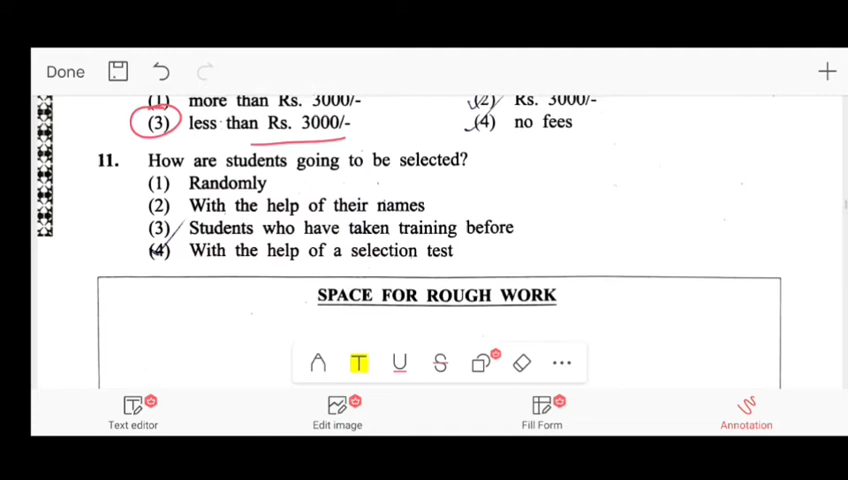 Done
(1) more than Rs. 3000/- (2) Rs. 3000/-
(3) less than Rs. 3000/- (4) no fees
11. How are students going to be selected?
(1) Randomly
(2) With the help of their names
(3) Students who have taken training before
(4) With the help of a selection test
SPACE FOR ROUGH WORK
Text editor Edit image Fill Form Annotation